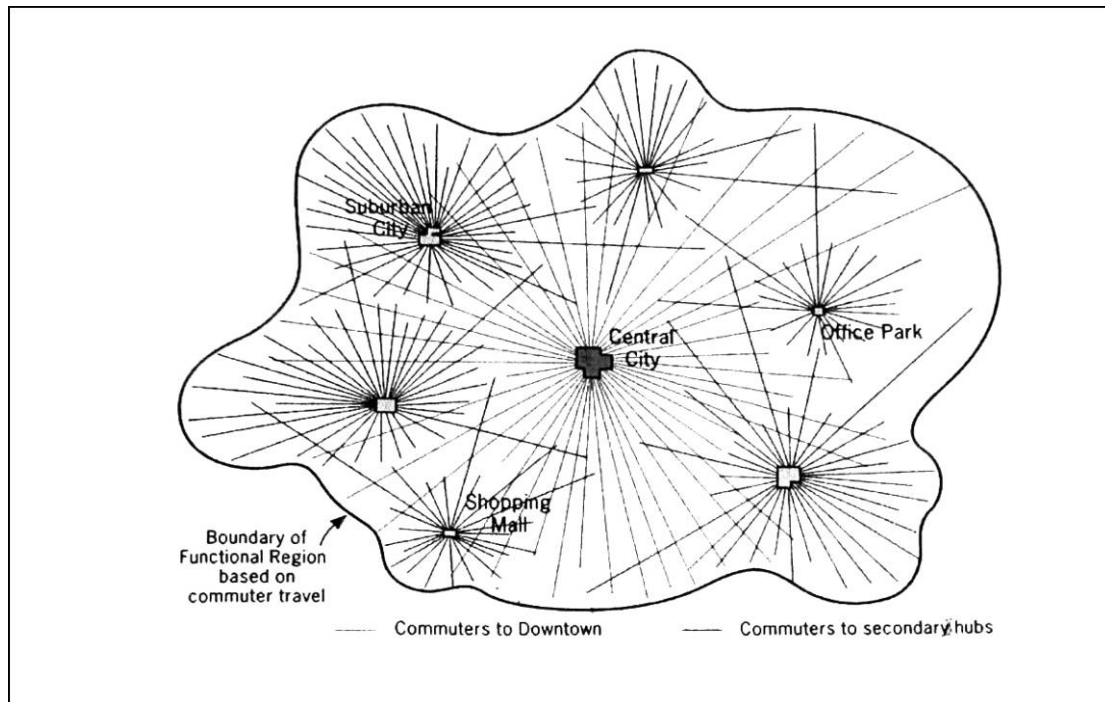 Suburban
City
Office Park
Central
City
Shopping
Mall
Boundary of
Functional Region
based on
commuter travel
Commuters to Downtown
Commuters to secondary hubs